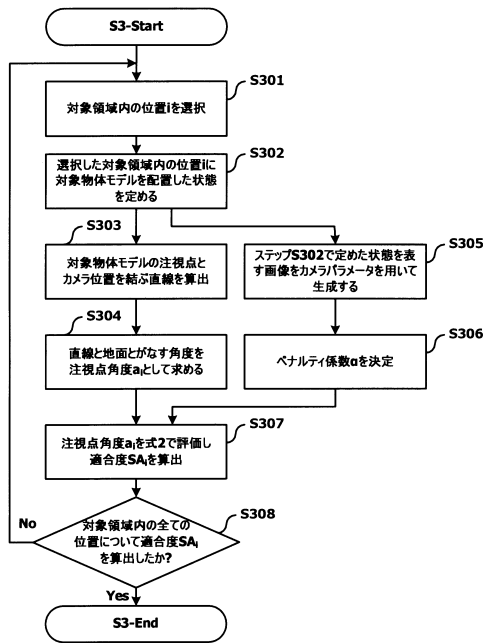 S3-Start
S301
対象領域内の位置iを選択
S302
選択した対象領域内の位置iに
対象物体モデルを配置した状態
を定める
S303
対象物体モデルの注視点と
カメラ位置を結ぶ直線を算出
S305
ステップS302で定めた状態を表
す画像をカメラパラメータを用いて
生成する
S304
直線と地面とがなす角度を
注視点角度aiとして求める
S306
ペナルティ係数αを決定
S307
注視点角度aiを式2で評価し
適合度SAiを算出
S308
対象領域内の全ての
位置について適合度SAi
を算出したか?
No
Yes
S3-End